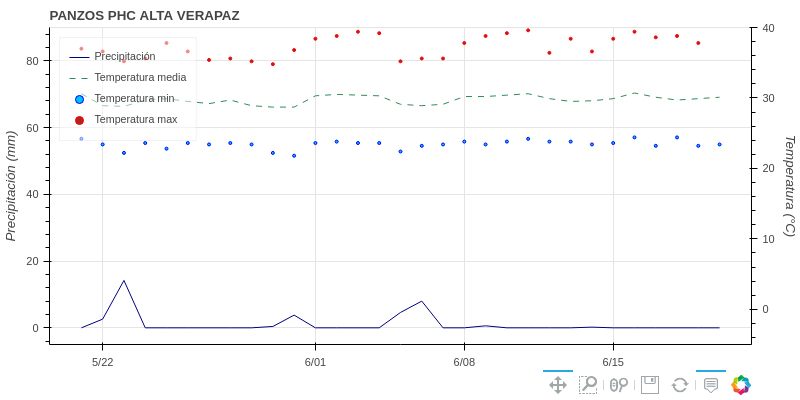 PANZOS PHC ALTA VERAPAZ
Precipitación
Temperatura media
Temperatura min
Temperatura max
Precipitación (mm)
80
60
40
20
0
Temperatura (°C)
40
30
20
10
0
5/22
6/01
6/08
6/15